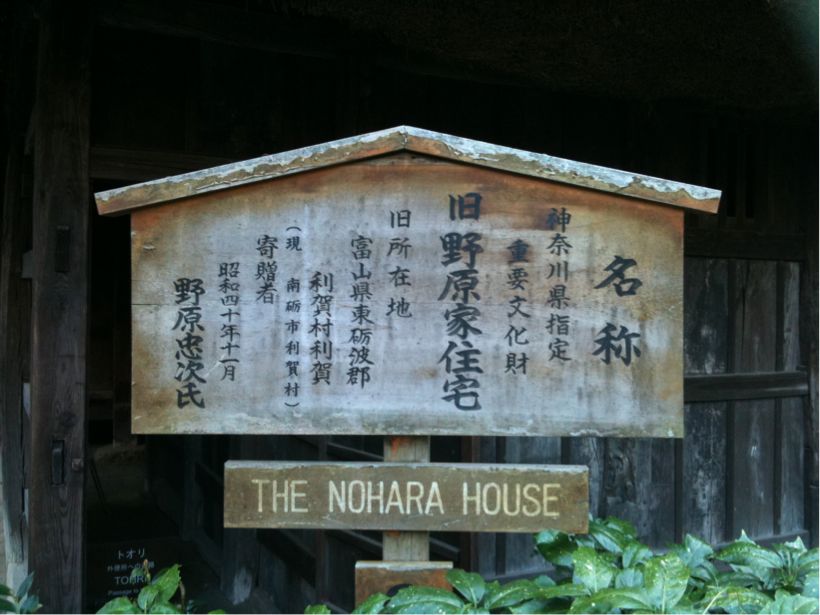 名称
神奈川県指定
重要文化財
旧野原家住宅
旧所在地
富山県東砺波郡
利賀村利賀
（現　南砺市利賀村）
寄贈者
昭和四十年十一月
野原忠次氏
THE NOHARA HOUSE
トオリ